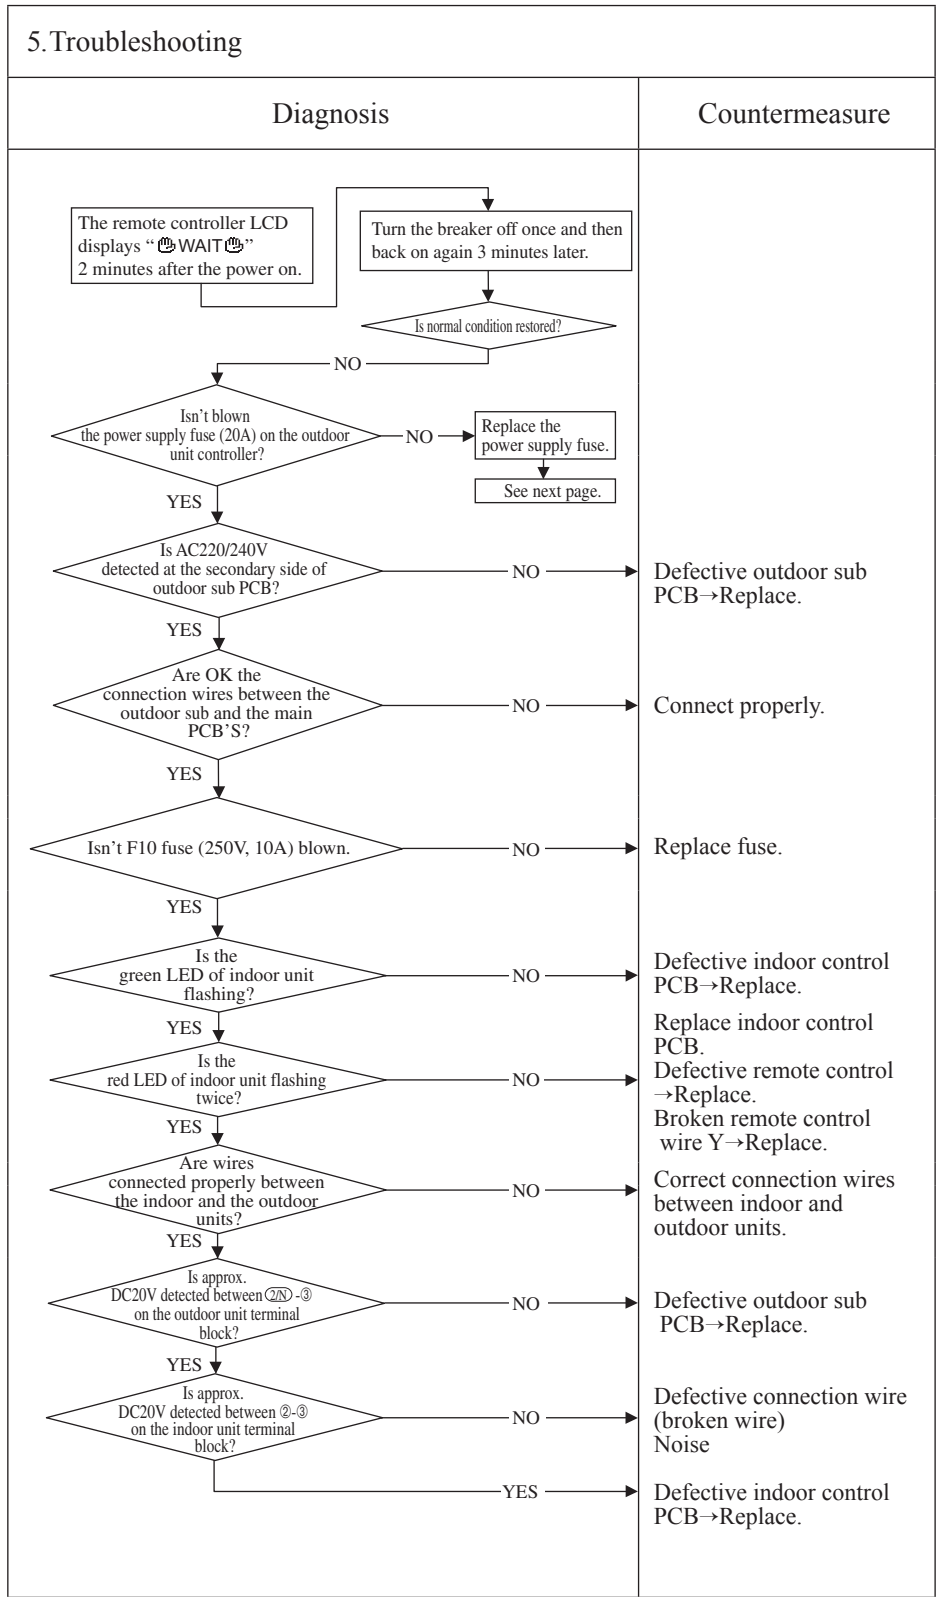 5.Troubleshooting
Diagnosis
Countermeasure
The remote controller LCD
displays “ WAIT ”
2 minutes after the power on.
Turn the breaker off once and then
back on again 3 minutes later.
Is normal condition restored?
NO
Isn’t blown
the power supply fuse (20A) on the outdoor
unit controller?
NO
Replace the
power supply fuse.
See next page.
YES
Is AC220/240V
detected at the secondary side of
outdoor sub PCB?
NO
Defective outdoor sub
PCB→Replace.
YES
Are OK the
connection wires between the
outdoor sub and the main
PCB’S?
NO
Connect properly.
YES
Isn’t F10 fuse (250V, 10A) blown.
NO
Replace fuse.
YES
Is the
green LED of indoor unit
flashing?
NO
Defective indoor control
PCB→Replace.
YES
Is the
red LED of indoor unit flashing
twice?
NO
Replace indoor control
PCB.
Defective remote control
→Replace.
Broken remote control
wire Y→Replace.
YES
Are wires
connected properly between
the indoor and the outdoor
units?
NO
Correct connection wires
between indoor and
outdoor units.
YES
Is approx.
DC20V detected between 2/N -③
on the outdoor unit terminal
block?
NO
Defective outdoor sub
PCB→Replace.
YES
Is approx.
DC20V detected between ②-③
on the indoor unit terminal
block?
NO
Defective connection wire
(broken wire)
Noise
YES
Defective indoor control
PCB→Replace.